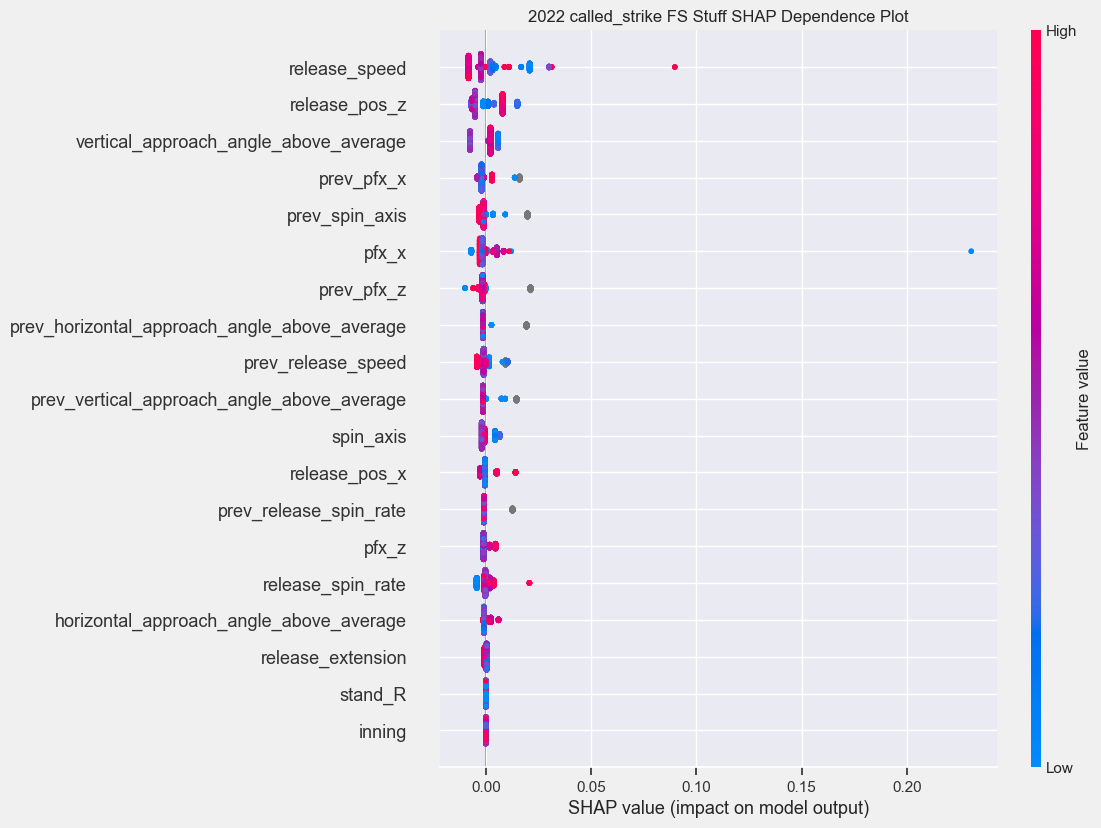 2022 called_strike FS Stuff SHAP Dependence Plot
High
release_speed
release_pos_z
vertical_approach_angle_above_average
prev_pfx_x
prev_spin_axis
pfx_x
prev_pfx_z
prev_horizontal_approach_angle_above_average
prev_release_speed
prev_vertical_approach_angle_above_average
spin_axis
release_pos_x
prev_release_spin_rate
pfx_z
release_spin_rate
horizontal_approach_angle_above_average
release_extension
stand_R
inning
Feature value
Low
0.00 0.05 0.10 0.15 0.20
SHAP value (impact on model output)